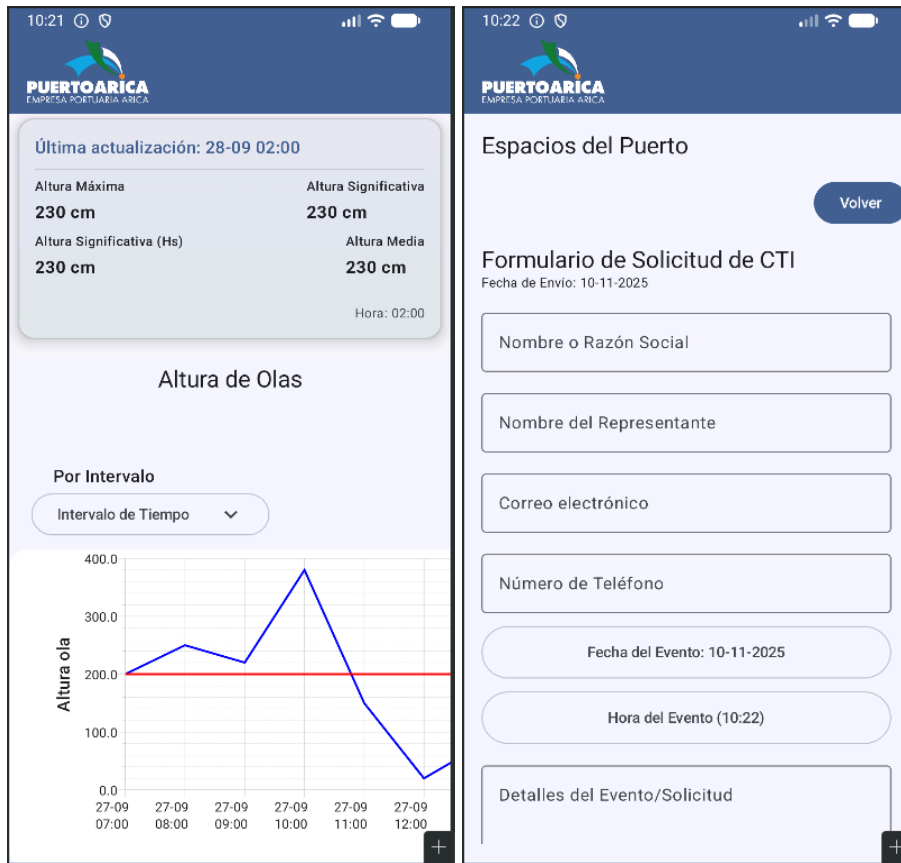 10:21
PUERTOARICA
EMPRESA PORTUARIA ARICA
Última actualización: 28-09 02:00
Altura Máxima Altura Significativa
230 cm 230 cm
Altura Significativa (Hs) Altura Media
230 cm 230 cm
Hora: 02:00
Altura de Olas
Por Intervalo
Intervalo de Tiempo
Altura ola
400.0
300.0
200.0
100.0
0.0
27-09 27-09 27-09 27-09 27-09 27-09
07:00 08:00 09:00 10:00 11:00 12:00
+
10:22
PUERTOARICA
EMPRESA PORTUARIA ARICA
Espacios del Puerto
Volver
Formulario de Solicitud de CTI
Fecha de Envío: 10-11-2025
Nombre o Razón Social
Nombre del Representante
Correo electrónico
Número de Teléfono
Fecha del Evento: 10-11-2025
Hora del Evento (10:22)
Detalles del Evento/Solicitud
+